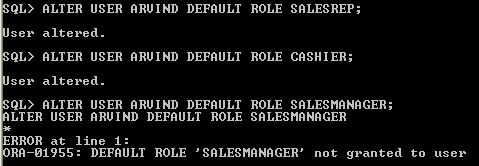 SQL> ALTER USER ARVIND DEFAULT ROLE SALESREP;
User altered.
SQL> ALTER USER ARVIND DEFAULT ROLE CASHIER;
User altered.
SQL> ALTER USER ARVIND DEFAULT ROLE SALESMANAGER;
ALTER USER ARVIND DEFAULT ROLE SALESMANAGER
*
ERROR at line 1:
ORA-01955: DEFAULT ROLE 'SALESMANAGER' not granted to user